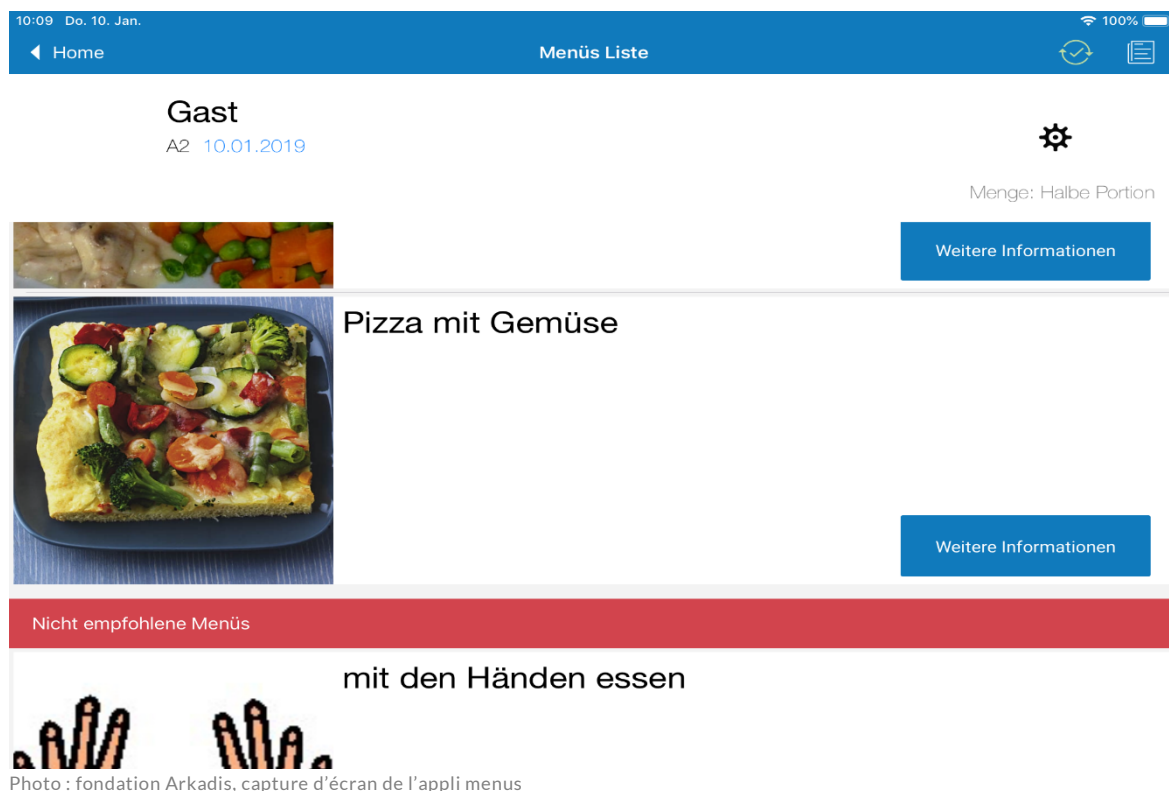 10:09 Do. 10. Jan.
100%
Home
Menüs Liste
Gast
A2 10.01.2019
Menge: Halbe Portion
Weitere Informationen
Pizza mit Gemüse
Weitere Informationen
Nicht empfohlene Menüs
mit den Händen essen
Photo : fondation Arkadis, capture d'écran de l'appli menus